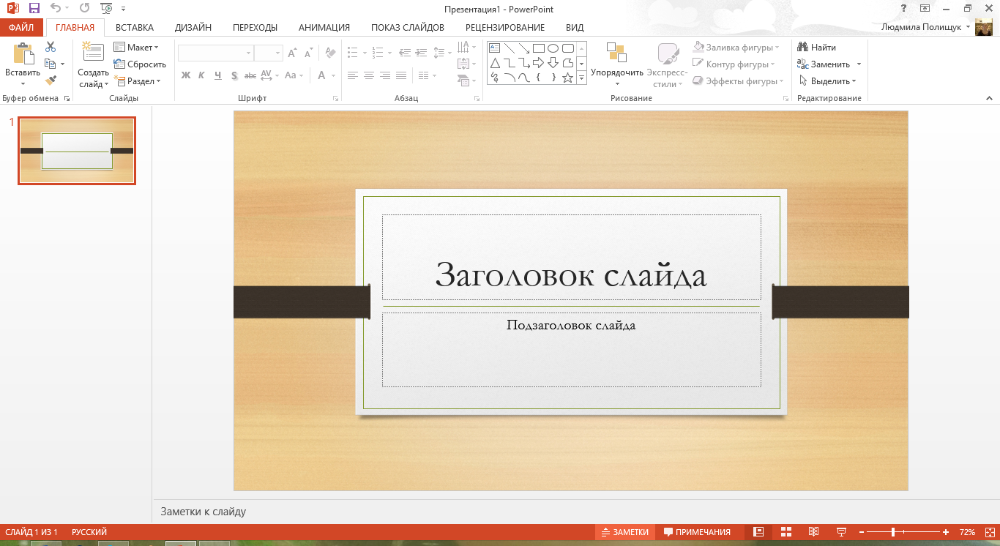 Презентация1 - PowerPoint
?
ФАЙЛ ГЛАВНАЯ ВСТАВКА ДИЗАЙН ПЕРЕХОДЫ АНИМАЦИЯ ПОКАЗ СЛАЙДОВ РЕЦЕНЗИРОВАНИЕ ВИД Людмила Полищук
Вставить
Создать слайд
Макет
Сбросить
Раздел
Ж К Ч S abc AV Aa A
Упорядочить
Экспресс-стили
Заливка фигуры
Контур фигуры
Эффекты фигуры
Найти
Заменить
Выделить
Буфер обмена Слайды Шрифт Абзац Рисование Редактирование
1
Заголовок слайда
Подзаголовок слайда
Заметки к слайду
СЛАЙД 1 ИЗ 1 РУССКИЙ ЗАМЕТКИ ПРИМЕЧАНИЯ 72%